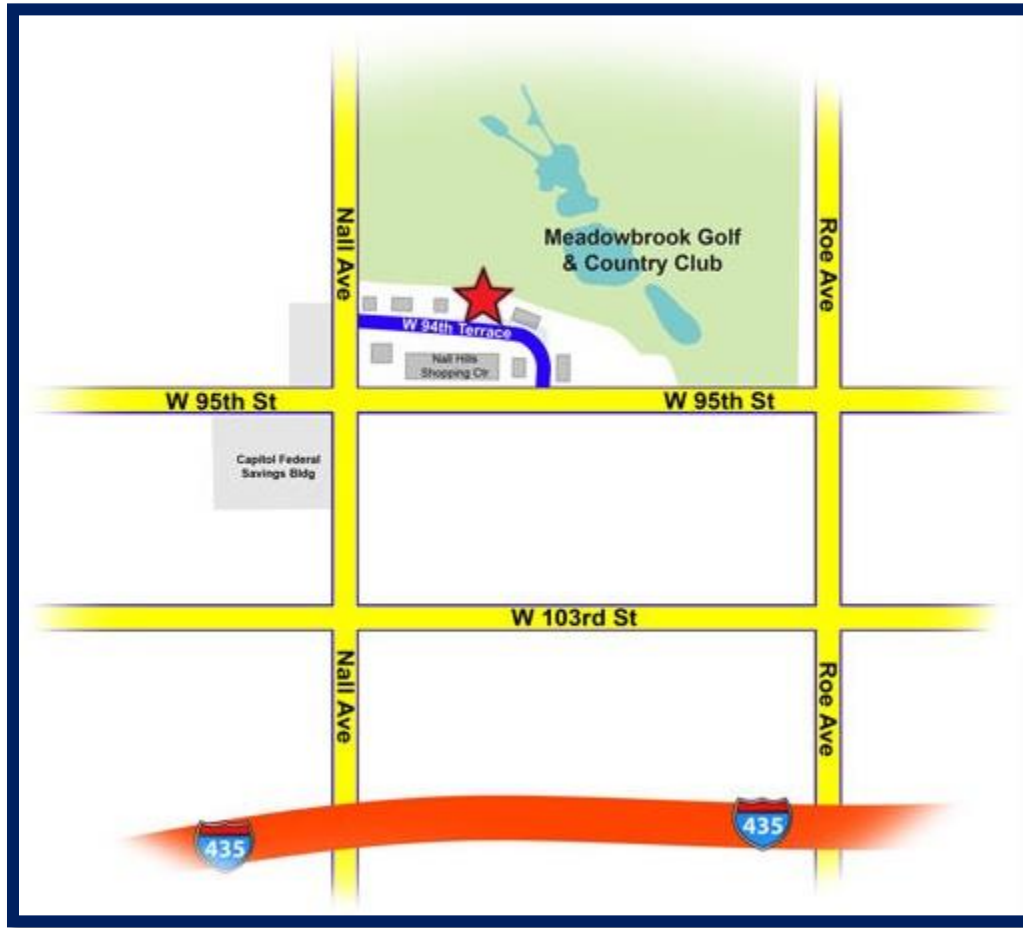 Nall Ave
Roe Ave
Meadowbrook Golf
& Country Club
W 94th Terrace
Nall Hills
Shopping Ctr
W 95th St
W 95th St
Capitol Federal
Savings Bldg
W 103rd St
Nall Ave
Roe Ave
435
435